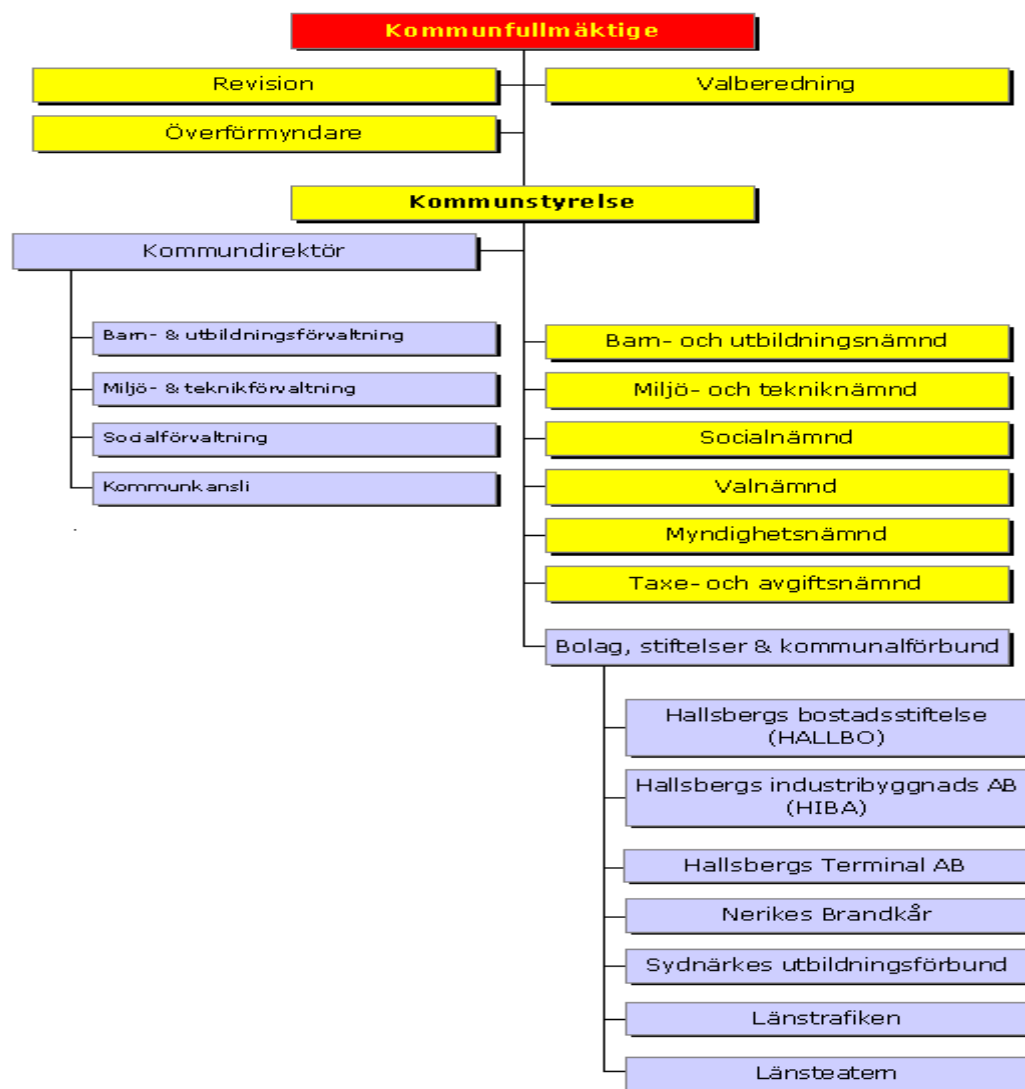 Kommunfullmäktige
Revision
Valberedning
Överförmyndare
Kommunstyrelse
Kommundirektör
Barn- & utbildningsförvaltning
Miljö- & teknikförvaltning
Socialförvaltning
Kommunkansli
Barn- och utbildningsnämnd
Miljö- och tekniknämnd
Socialnämnd
Valnämnd
Myndighetsnämnd
Taxe- och avgiftsnämnd
Bolag, stiftelser & kommunalförbund
Hallsbergs bostadsstiftelse
(HALLBO)
Hallsbergs industribyggnads AB
(HIBA)
Hallsbergs Terminal AB
Nerikes Brandkår
Sydnärkes utbildningsförbund
Länstrafiken
Länsteatern